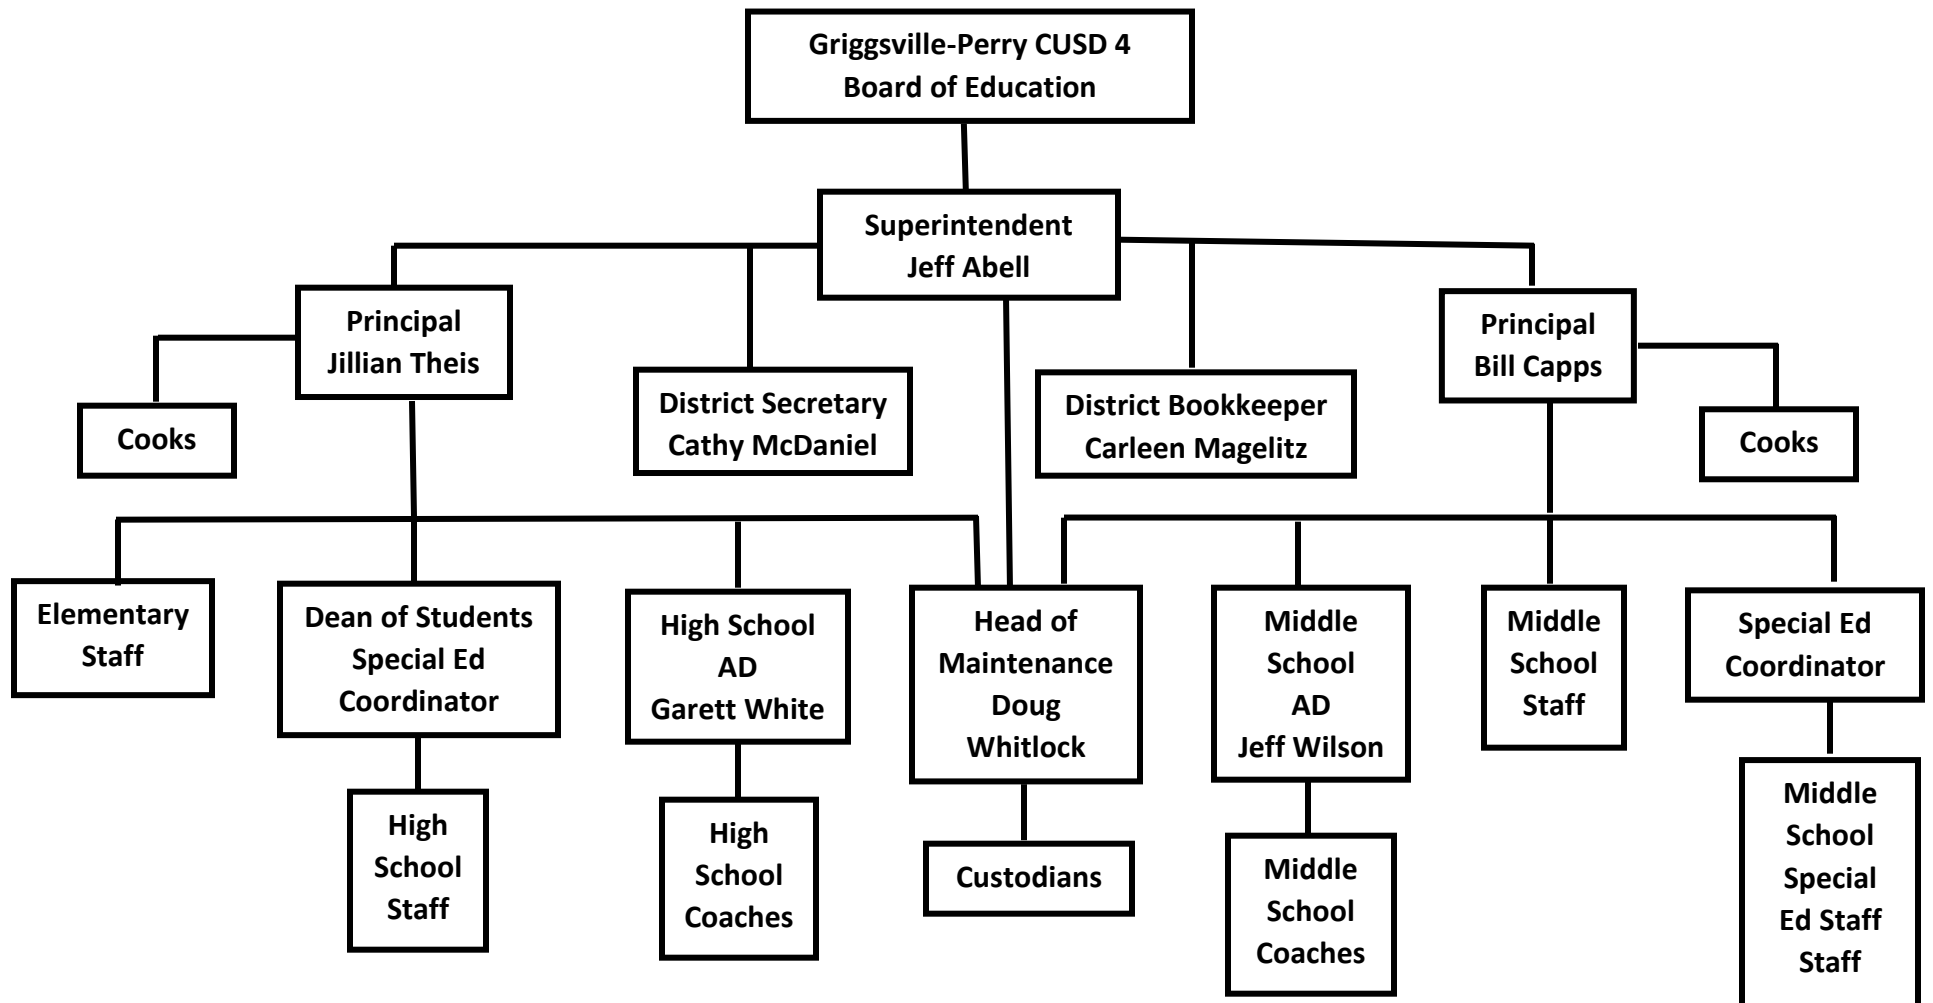 Griggsville-Perry CUSD 4
Board of Education
Superintendent
Jeff Abell
Principal
Jillian Theis
Principal
Bill Capps
Cooks
District Secretary
Cathy McDaniel
District Bookkeeper
Carleen Magelitz
Cooks
Elementary
Staff
Dean of Students
Special Ed
Coordinator
High School
AD
Garett White
Head of
Maintenance
Doug
Whitlock
Middle
School
AD
Jeff Wilson
Middle
School
Staff
Special Ed
Coordinator
High
School
Staff
High
School
Coaches
Custodians
Middle
School
Coaches
Middle
School
Special
Ed Staff
Staff